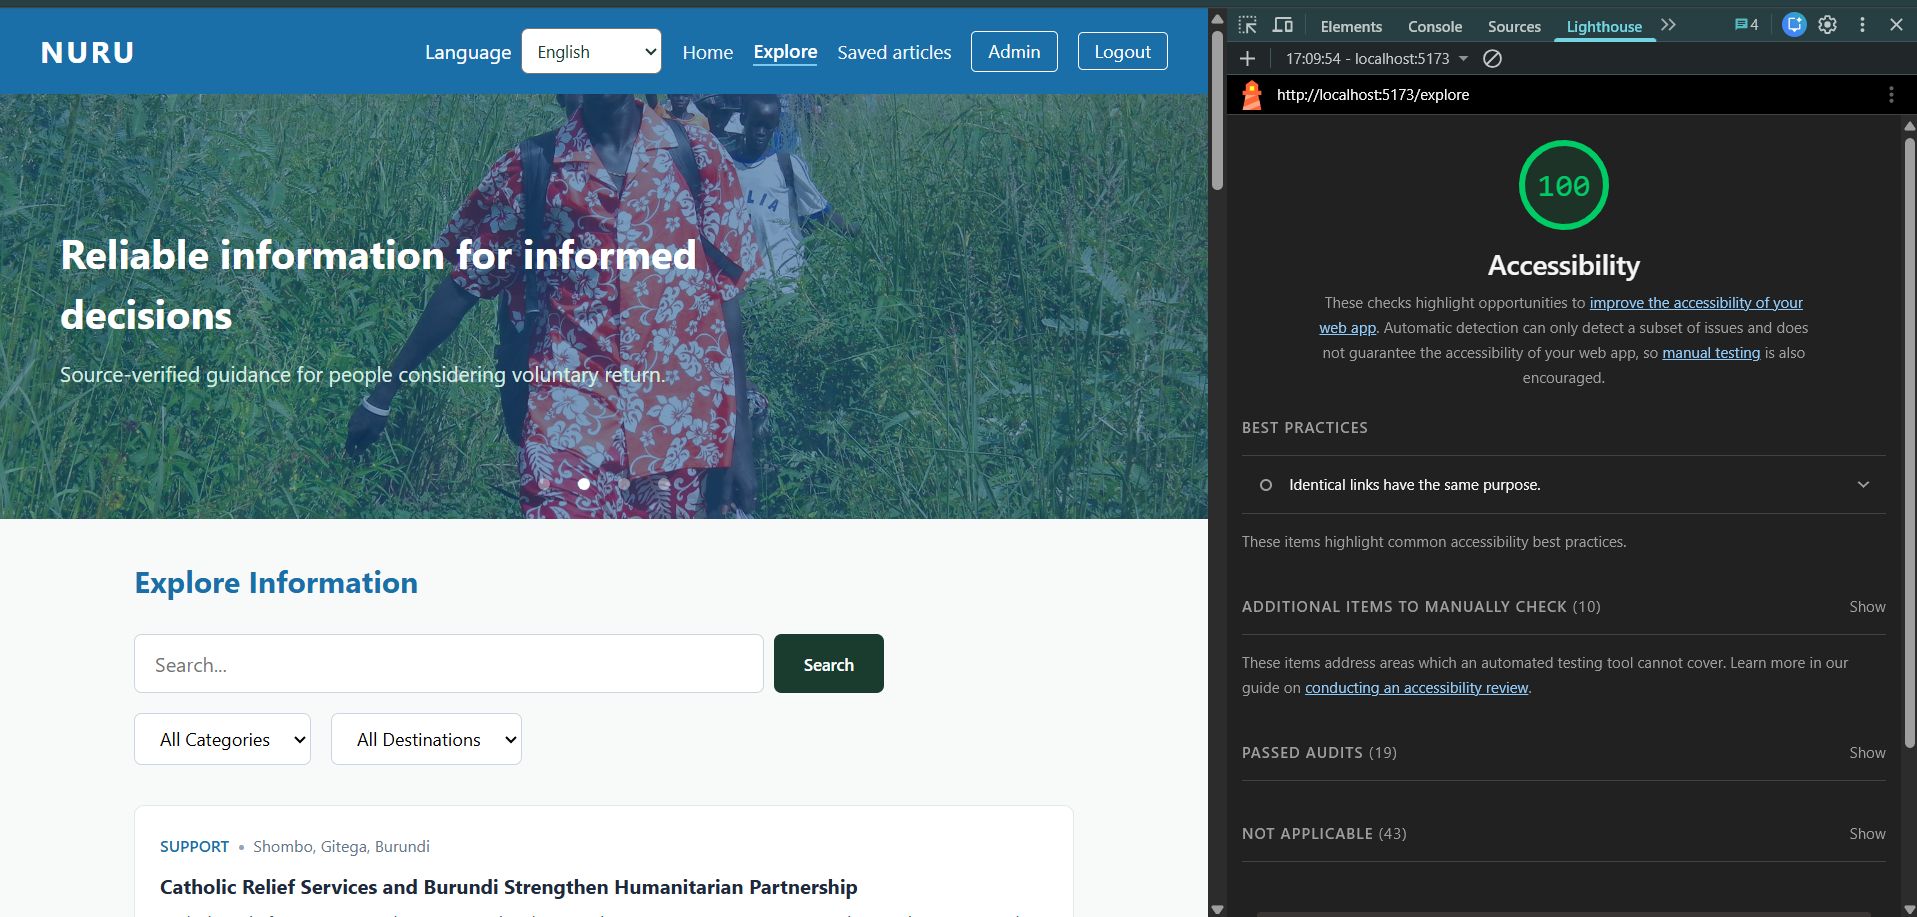 NURU
Language
English
Home
Explore
Saved articles
Admin
Logout
LIA
Reliable information for informed
decisions
Source-verified guidance for people considering voluntary return.
Explore Information
Search...
Search
All Categories
All Destinations
SUPPORT • Shombo, Gitega, Burundi
Catholic Relief Services and Burundi Strengthen Humanitarian Partnership
Elements
Console
Sources
Lighthouse
4
17:09:54 - localhost:5173
http://localhost:5173/explore
100
Accessibility
These checks highlight opportunities to improve the accessibility of your
web app. Automatic detection can only detect a subset of issues and does
not guarantee the accessibility of your web app, so manual testing is also
encouraged.
BEST PRACTICES
Identical links have the same purpose.
These items highlight common accessibility best practices.
ADDITIONAL ITEMS TO MANUALLY CHECK (10)
Show
These items address areas which an automated testing tool cannot cover. Learn more in our
guide on conducting an accessibility review.
PASSED AUDITS (19)
Show
NOT APPLICABLE (43)
Show